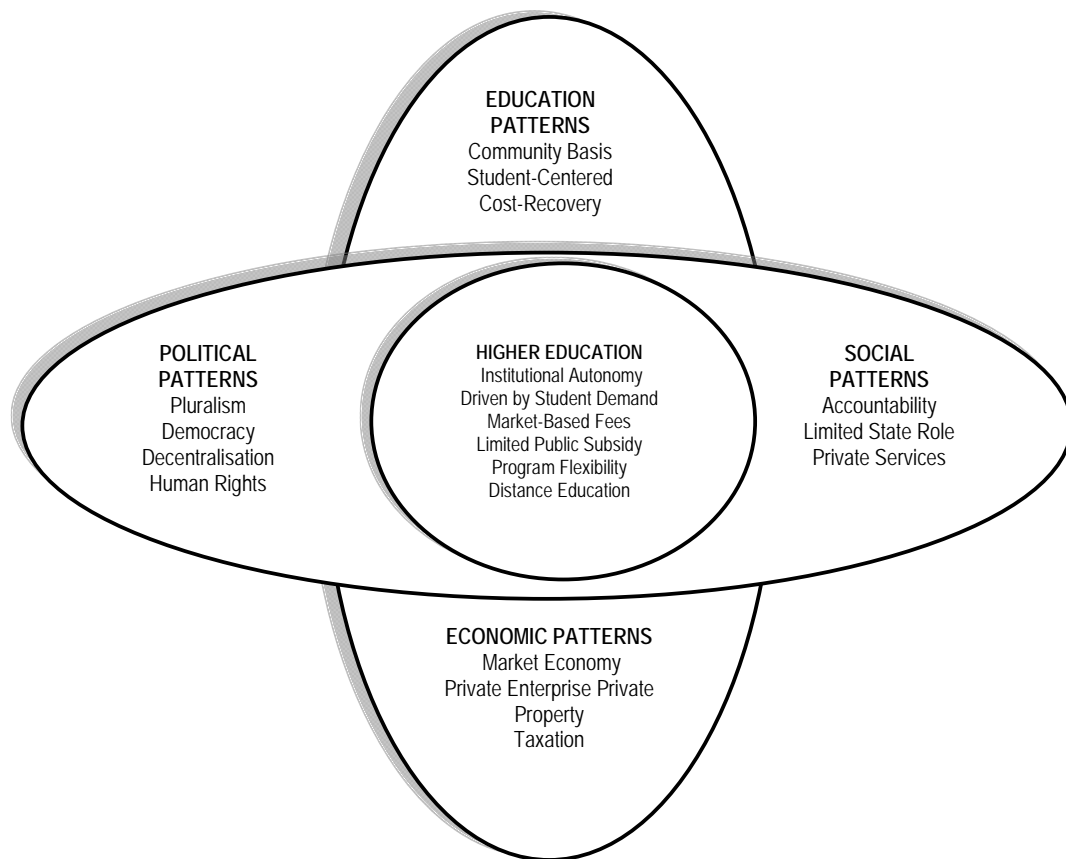 EDUCATION
PATTERNS
Community Basis
Student-Centered
Cost-Recovery
POLITICAL
PATTERNS
Pluralism
Democracy
Decentralisation
Human Rights
HIGHER EDUCATION
Institutional Autonomy
Driven by Student Demand
Market-Based Fees
Limited Public Subsidy
Program Flexibility
Distance Education
SOCIAL
PATTERNS
Accountability
Limited State Role
Private Services
ECONOMIC PATTERNS
Market Economy
Private Enterprise Private
Property
Taxation